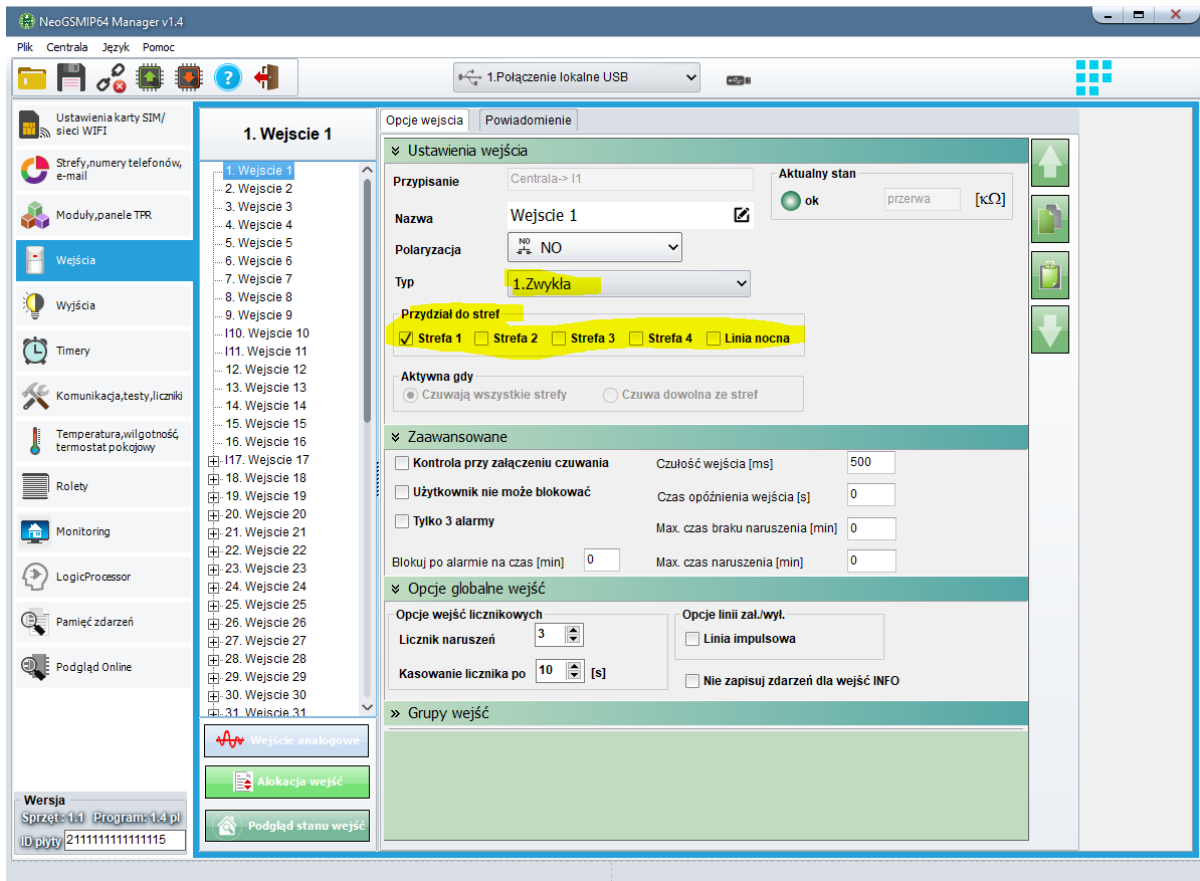 NeoGSMIP64 Manager v1.4
Plik Centrala Język Pomoc
1.Połączenie lokalne USB
Ustawienia karty SIM/
sieci WIFI
Strefy,numery telefonów,
e-mail
Moduły,panele TPR
Wejścia
Wyjścia
Timery
Komunikacja,testy,liczniki
Temperatura,wilgotność,
termostat pokojowy
Rolety
Monitoring
LogicProcessor
Pamięć zdarzeń
Podgląd Online
Wersja
Sprzęt: 1.1 Program: 1.4 pl
ID płyty 2111111111111115
1. Wejscie 1
1. Wejscie 1
2. Wejscie 2
3. Wejscie 3
4. Wejscie 4
5. Wejscie 5
6. Wejscie 6
7. Wejscie 7
8. Wejscie 8
9. Wejscie 9
I10. Wejscie 10
I11. Wejscie 11
12. Wejscie 12
13. Wejscie 13
14. Wejscie 14
15. Wejscie 15
16. Wejscie 16
I17. Wejscie 17
18. Wejscie 18
19. Wejscie 19
20. Wejscie 20
21. Wejscie 21
22. Wejscie 22
23. Wejscie 23
24. Wejscie 24
25. Wejscie 25
26. Wejscie 26
27. Wejscie 27
28. Wejscie 28
29. Wejscie 29
30. Wejscie 30
31. Wejscie 31
Wejście analogowe
Alokacja wejść
Podgląd stanu wejść
Opcje wejscia Powiadomienie
Ustawienia wejścia
Przypisanie Centrala-> I1
Aktualny stan
ok przerwa [κΩ]
Nazwa Wejscie 1
Polaryzacja NO NO
Typ 1.Zwykła
Przydział do stref
Strefa 1 Strefa 2 Strefa 3 Strefa 4 Linia nocna
Aktywna gdy
Czuwają wszystkie strefy Czuwa dowolna ze stref
Zaawansowane
Kontrola przy załączeniu czuwania Czułość wejścia [ms] 500
Użytkownik nie może blokować Czas opóźnienia wejścia [s] 0
Tylko 3 alarmy Max. czas braku naruszenia [min] 0
Blokuj po alarmie na czas [min] 0 Max. czas naruszenia [min] 0
Opcje globalne wejść
Opcje wejść licznikowych Opcje linii zał./wył.
Licznik naruszeń 3 Linia impulsowa
Kasowanie licznika po 10 [s] Nie zapisuj zdarzeń dla wejść INFO
Grupy wejść